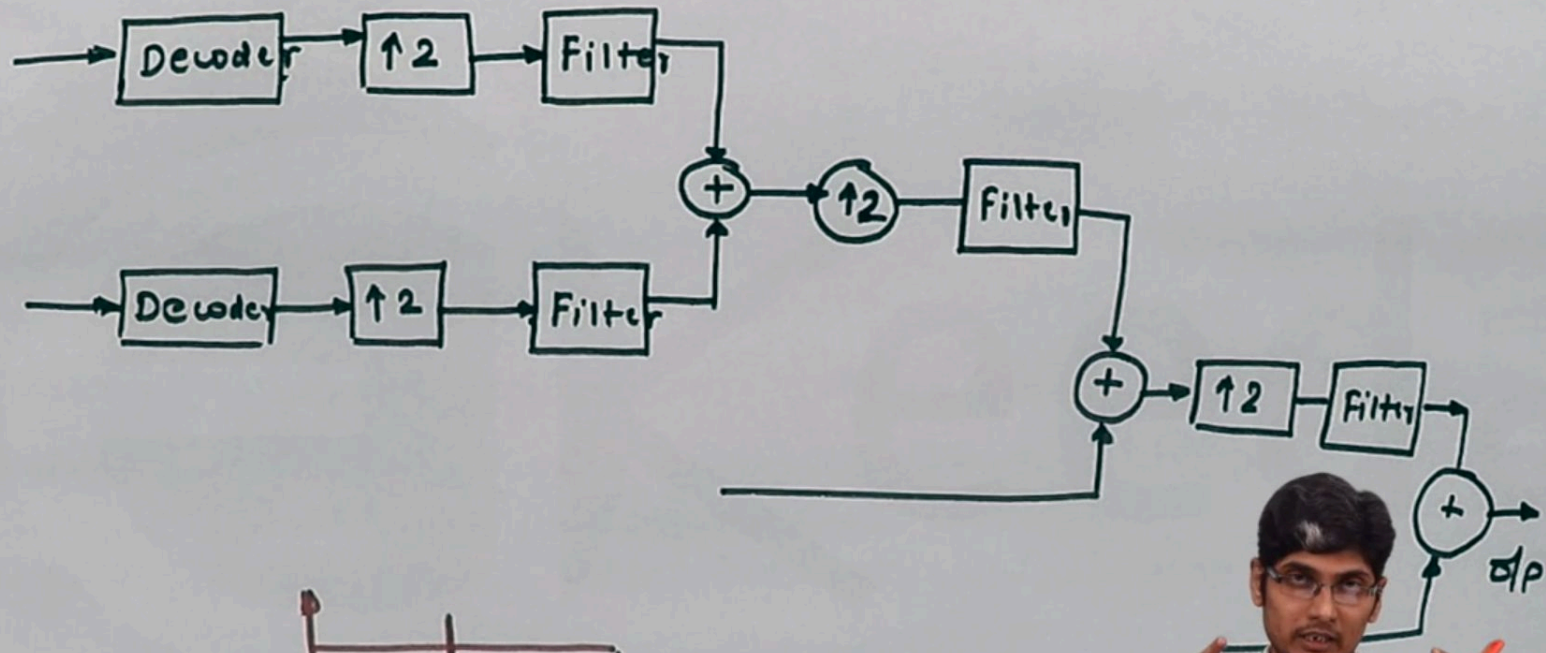 Decoder ↑2 Filter
+ ↑2 Filter
Decoder ↑2 Filter
+ ↑2 Filter
+
O/P